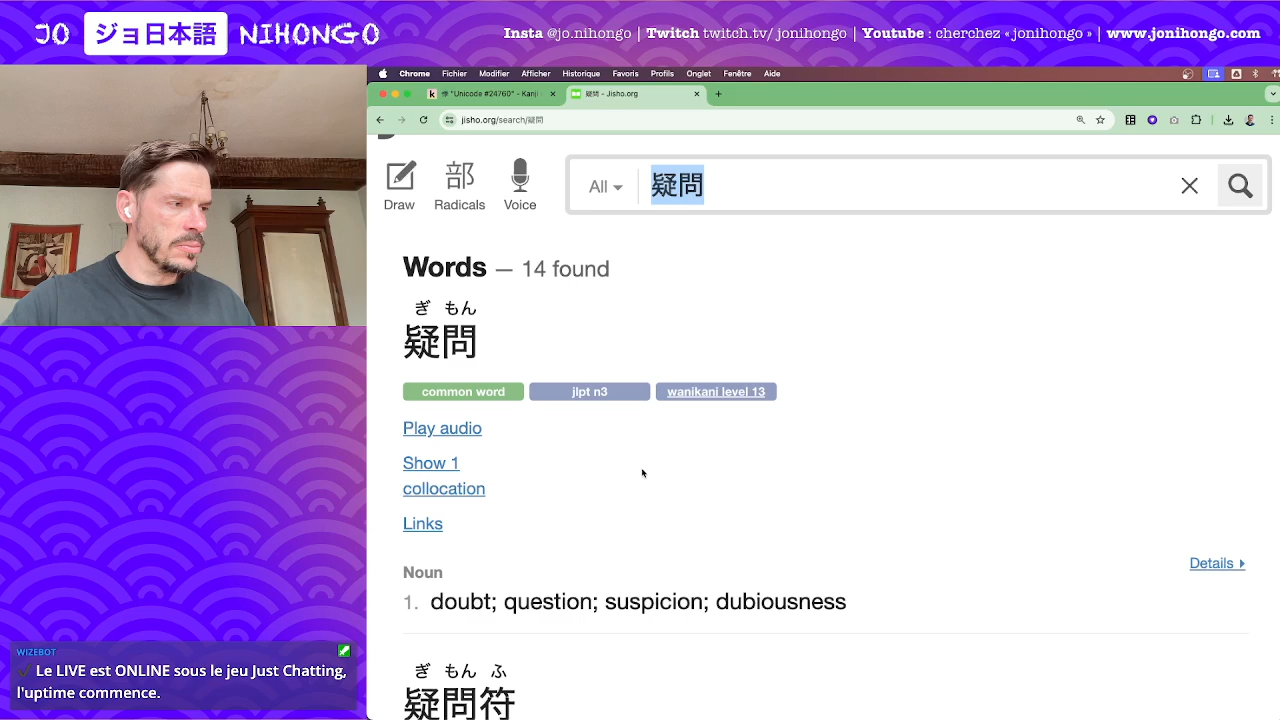 JO ジョ日本語 NIHONGO
Insta @jo.nihongo | Twitch twitch.tv/ jonihongo | Youtube : cherchez « jonihongo » | www.jonihongo.com
Chrome Fichier Modifier Afficher Historique Favoris Profils Onglet Fenêtre Aide
"Unicode #24760" - Kanji
疑問 - Jisho.org
jisho.org/search/疑問
Draw
Radicals
Voice
部
All
疑問
Words — 14 found
ぎ もん
疑問
common word
jlpt n3
wanikani level 13
Play audio
Show 1
collocation
Links
Details
Noun
1. doubt; question; suspicion; dubiousness
ぎ もん ふ
疑問符
WIZEBOT
Le LIVE est ONLINE sous le jeu Just Chatting,
l'uptime commence.